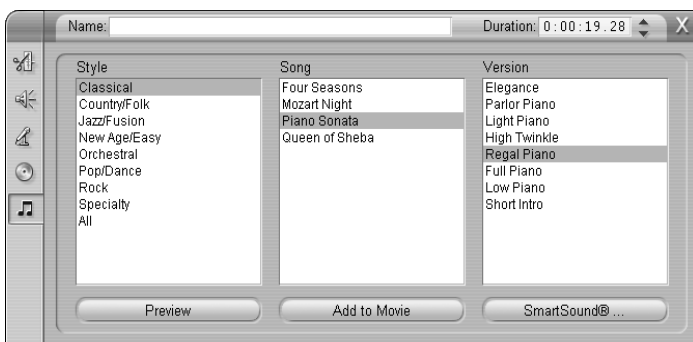 Name: Duration: 0:00:19.28 X
Style
Classical
Country/Folk
Jazz/Fusion
New Age/Easy
Orchestral
Pop/Dance
Rock
Specialty
All
Preview
Song
Four Seasons
Mozart Night
Piano Sonata
Queen of Sheba
Add to Movie
Version
Elegance
Parlor Piano
Light Piano
High Twinkle
Regal Piano
Full Piano
Low Piano
Short Intro
SmartSound® ...